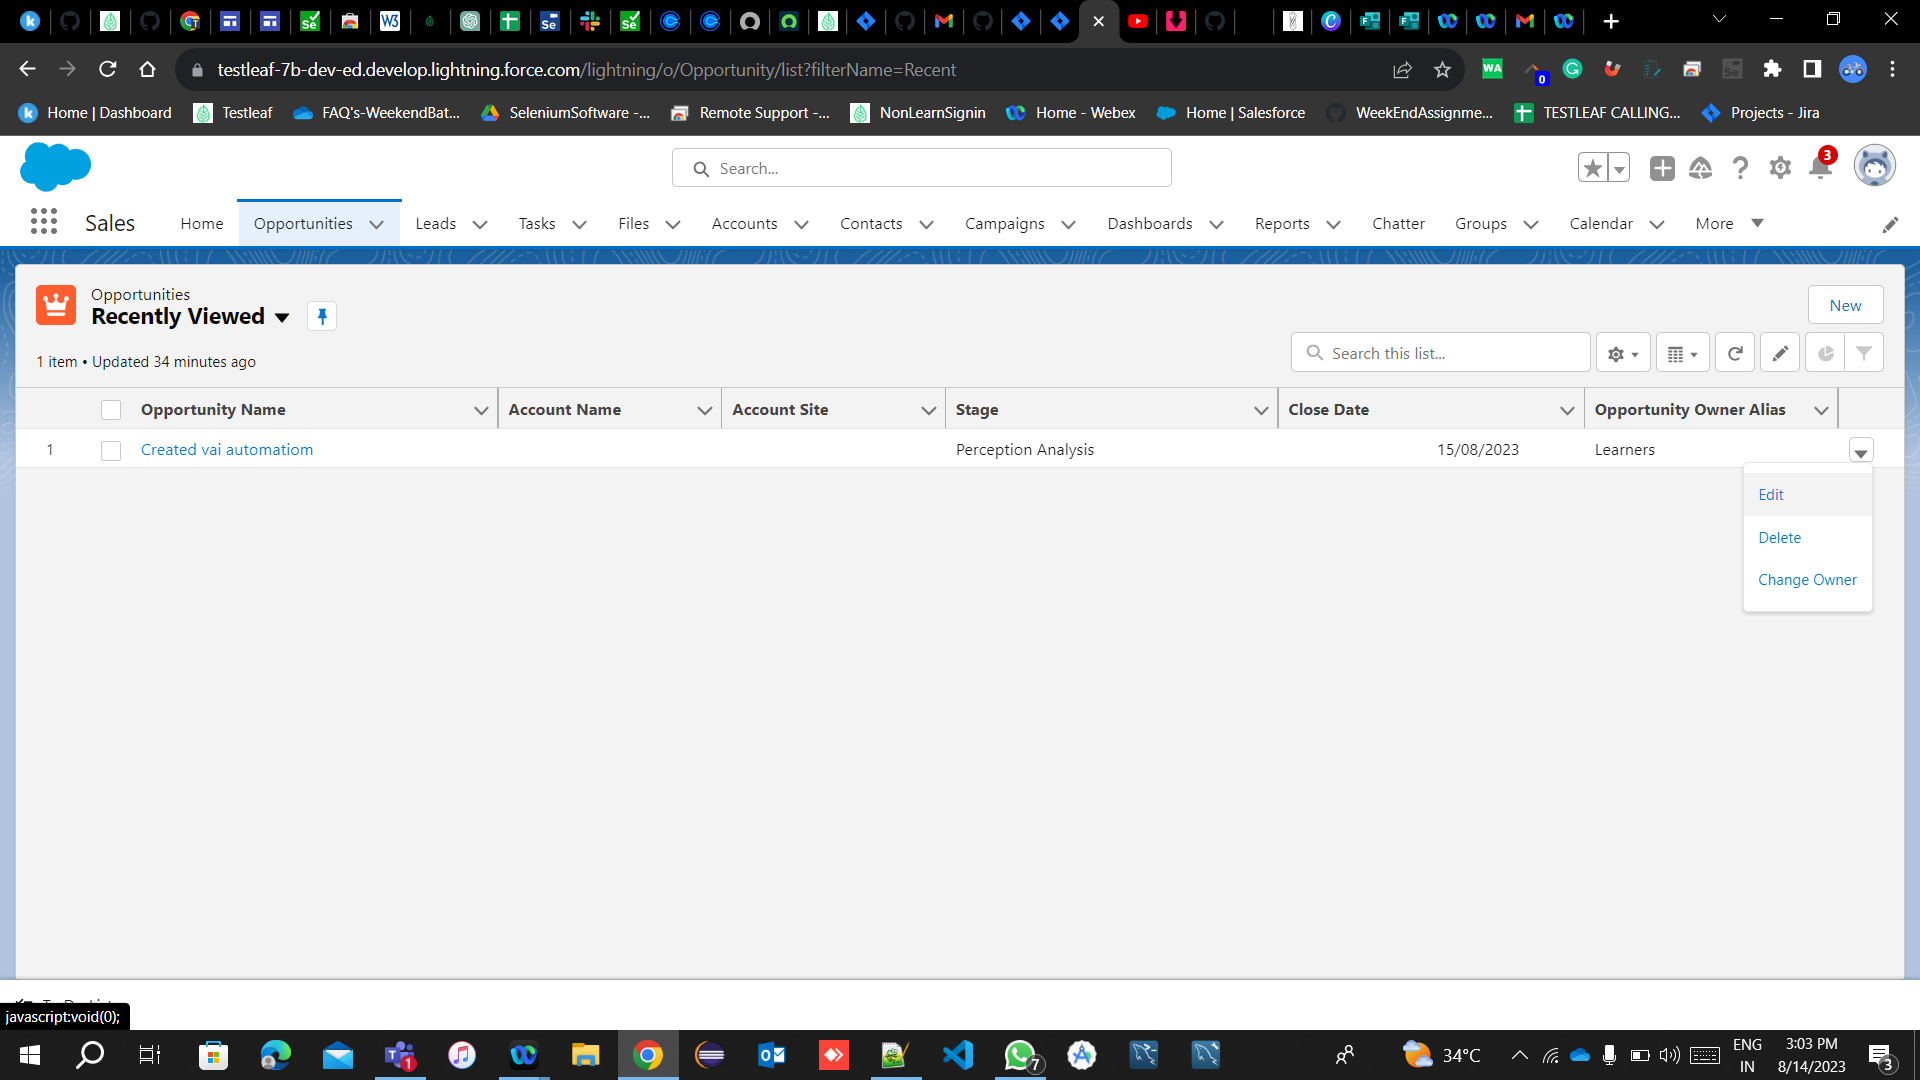 testleaf-7b-dev-ed.develop.lightning.force.com/lightning/o/Opportunity/list?filterName=Recent
WA
0
Home | Dashboard
Testleaf
FAQ's-WeekendBat...
SeleniumSoftware -...
Remote Support -...
NonLearnSignin
Home - Webex
Home | Salesforce
WeekEndAssignme...
TESTLEAF CALLING...
Projects - Jira
Search...
3
Sales
Home
Opportunities
Leads
Tasks
Files
Accounts
Contacts
Campaigns
Dashboards
Reports
Chatter
Groups
Calendar
More
Opportunities
Recently Viewed
New
1 item • Updated 34 minutes ago
Search this list...
Opportunity Name
Account Name
Account Site
Stage
Close Date
Opportunity Owner Alias
1
Created vai automatiom
Perception Analysis
15/08/2023
Learners
Edit
Delete
Change Owner
javascript:void(0);
1
7
34°C
ENG
IN
3:03 PM
8/14/2023
3